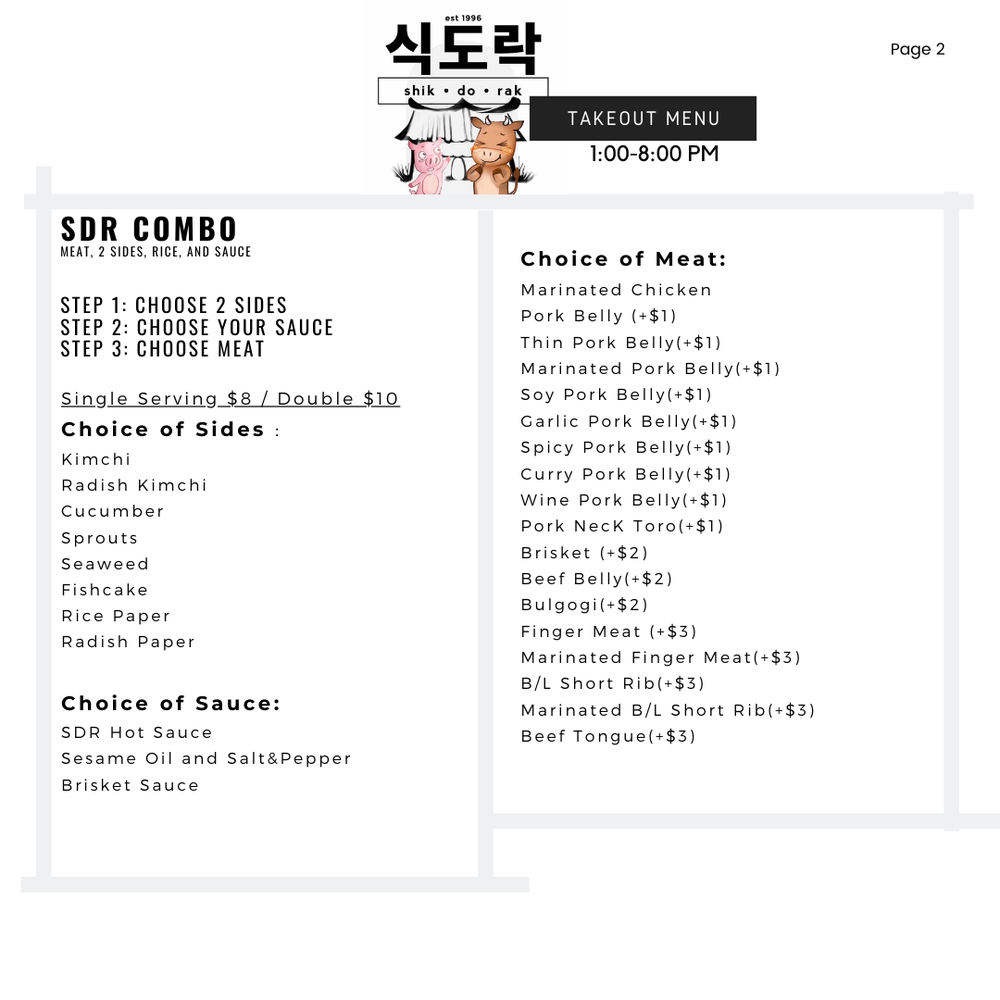 est 1996
식도락
shik • do • rak
Page 2
TAKEOUT MENU
1:00-8:00 PM
SDR COMBO
MEAT, 2 SIDES, RICE, AND SAUCE
STEP 1: CHOOSE 2 SIDES
STEP 2: CHOOSE YOUR SAUCE
STEP 3: CHOOSE MEAT
Single Serving $8 / Double $10
Choice of Sides :
Kimchi
Radish Kimchi
Cucumber
Sprouts
Seaweed
Fishcake
Rice Paper
Radish Paper
Choice of Sauce:
SDR Hot Sauce
Sesame Oil and Salt&Pepper
Brisket Sauce
Choice of Meat:
Marinated Chicken
Pork Belly (+$1)
Thin Pork Belly(+$1)
Marinated Pork Belly(+$1)
Soy Pork Belly(+$1)
Garlic Pork Belly(+$1)
Spicy Pork Belly(+$1)
Curry Pork Belly(+$1)
Wine Pork Belly(+$1)
Pork NecK Toro(+$1)
Brisket (+$2)
Beef Belly(+$2)
Bulgogi(+$2)
Finger Meat (+$3)
Marinated Finger Meat(+$3)
B/L Short Rib(+$3)
Marinated B/L Short Rib(+$3)
Beef Tongue(+$3)